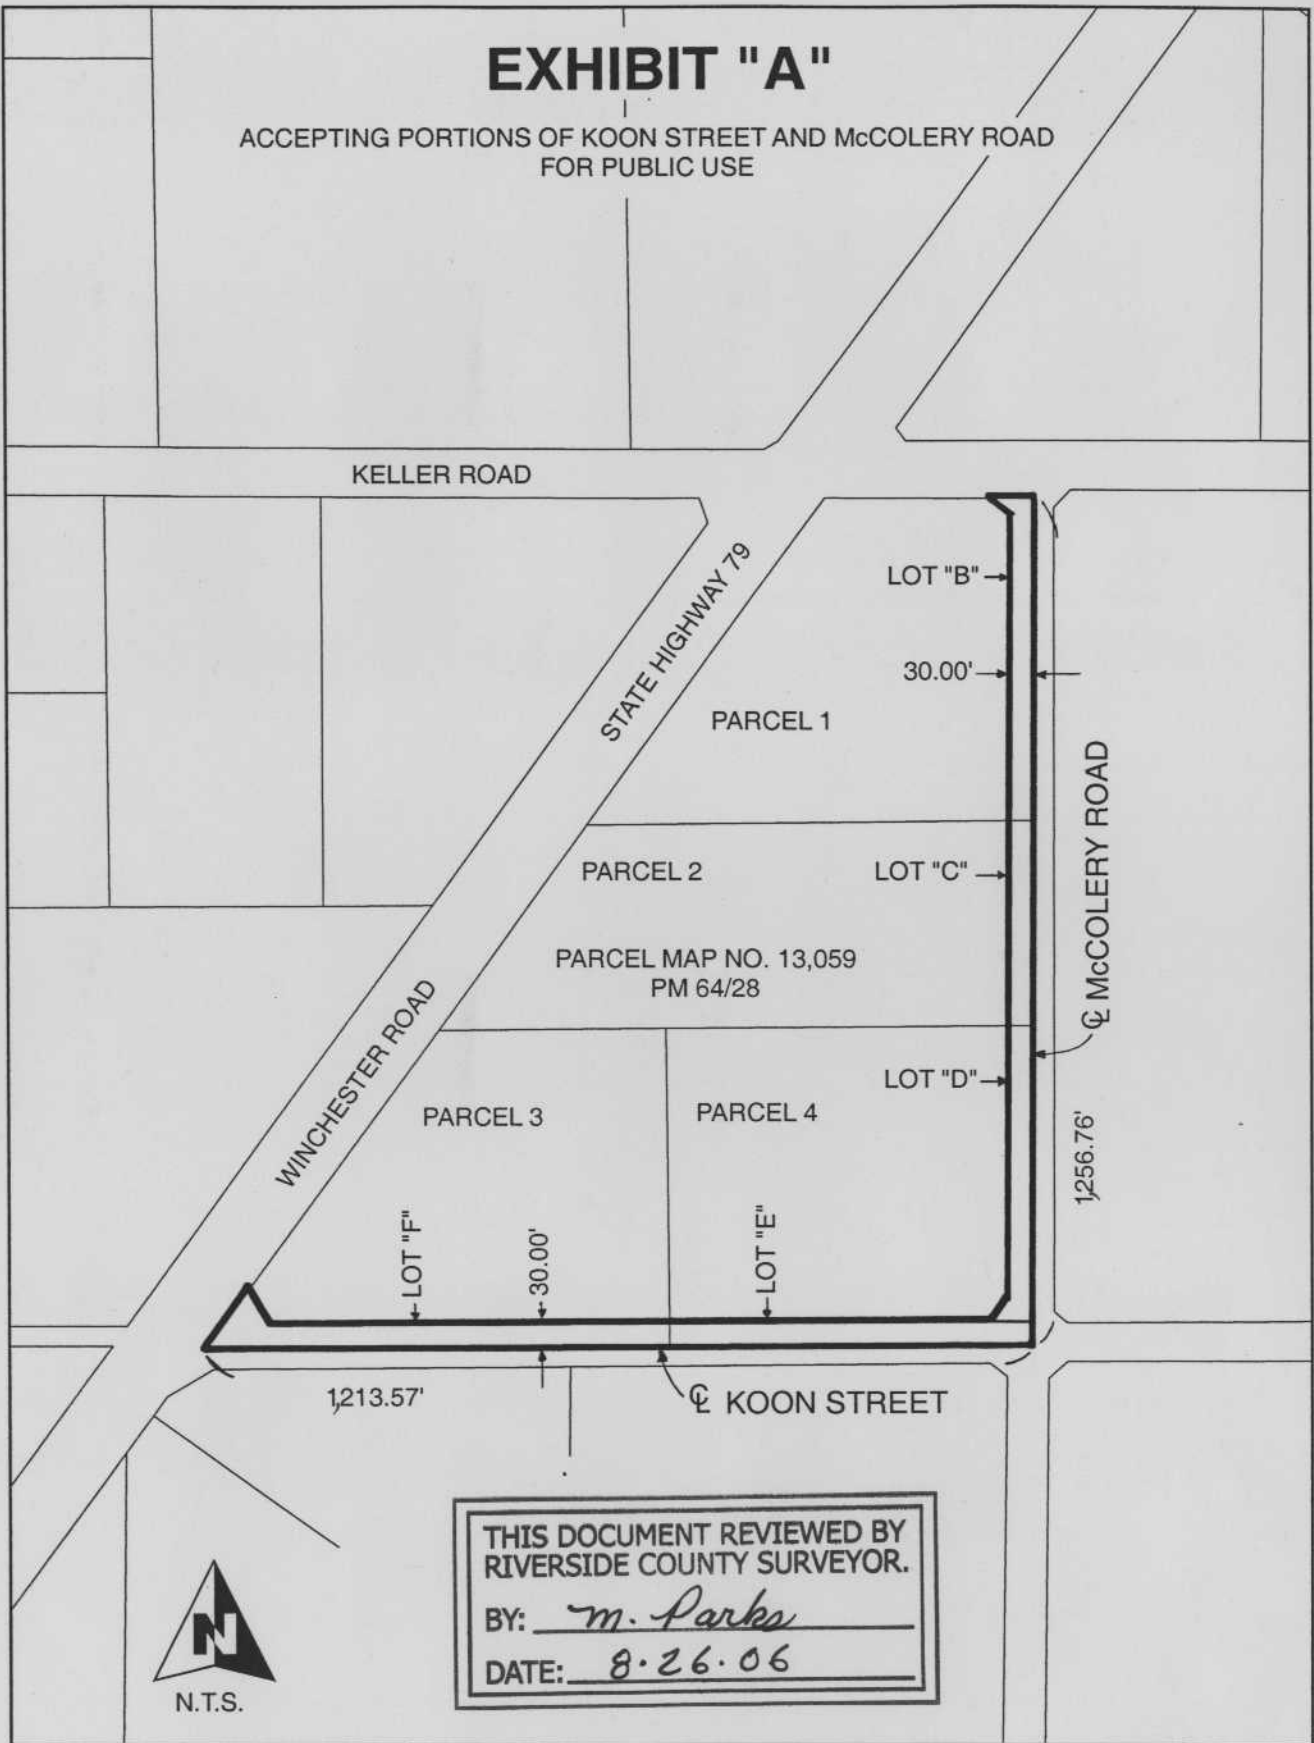 EXHIBIT "A"
ACCEPTING PORTIONS OF KOON STREET AND McCOLERY ROAD
FOR PUBLIC USE
KELLER ROAD
STATE HIGHWAY 79
LOT "B"
30.00'
PARCEL 1
PARCEL 2
LOT "C"
℄ McCOLERY ROAD
PARCEL MAP NO. 13,059
PM 64/28
WINCHESTER ROAD
LOT "D"
PARCEL 3
PARCEL 4
1,256.76'
LOT "F"
30.00'
LOT "E"
1,213.57'
℄ KOON STREET
THIS DOCUMENT REVIEWED BY
RIVERSIDE COUNTY SURVEYOR.
BY: M. Parks
DATE: 8.26.06
N
N.T.S.